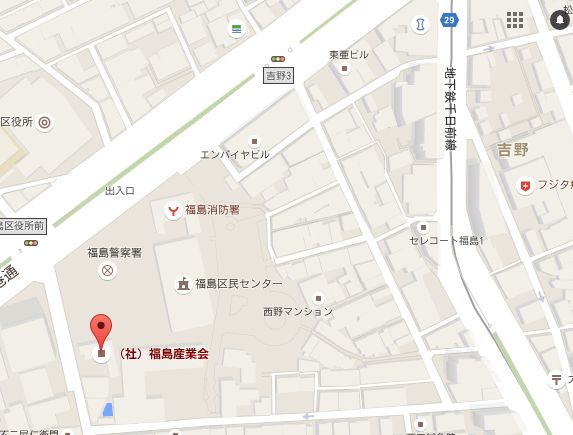 29
東亜ビル
吉野3
地下鉄千日前線
吉野
区役所
エンパイヤビル
出入口
福島消防署
島区役所前
セレコート福島1
福島警察署
福島区民センター
西野マンション
（社）福島産業会